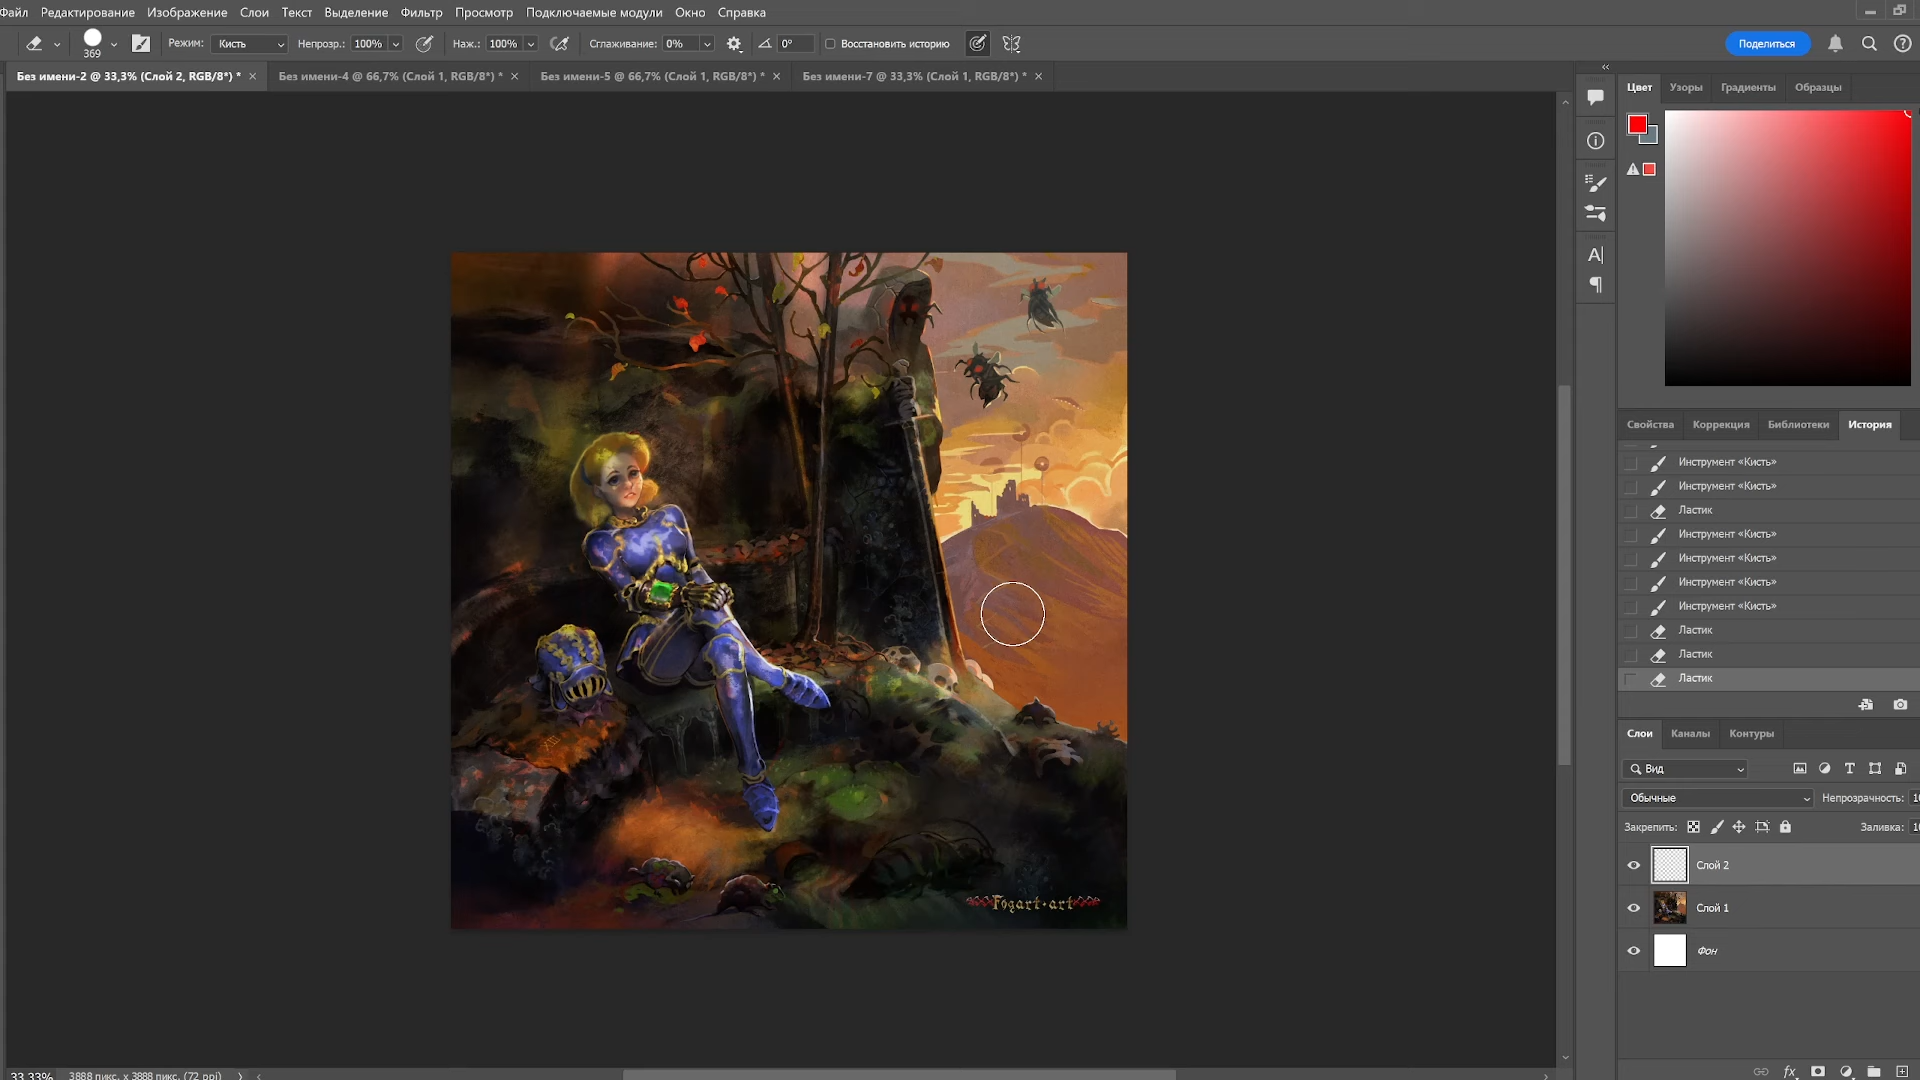 Файл Редактирование Изображение Слои Текст Выделение Фильтр Просмотр Подключаемые модули Окно Справка
369 Режим: Кисть Непрозр.: 100% Наж.: 100% Сглаживание: 0% 0° Восстановить историю Поделиться
Без имени-2 @ 33,3% (Слой 2, RGB/8*) * Без имени-4 @ 66,7% (Слой 1, RGB/8*) * Без имени-5 @ 66,7% (Слой 1, RGB/8*) * Без имени-7 @ 33,3% (Слой 1, RGB/8*) *
Цвет Узоры Градиенты Образцы
Свойства Коррекция Библиотеки История
Инструмент «Кисть»
Инструмент «Кисть»
Ластик
Инструмент «Кисть»
Инструмент «Кисть»
Инструмент «Кисть»
Инструмент «Кисть»
Ластик
Ластик
Ластик
Слои Каналы Контуры
Вид
Обычные Непрозрачность: 10
Закрепить: Заливка: 10
Слой 2
Слой 1
Фон
XIII
Fogart-art
33,33% 3888 пикс. x 3888 пикс. (72 ppi)